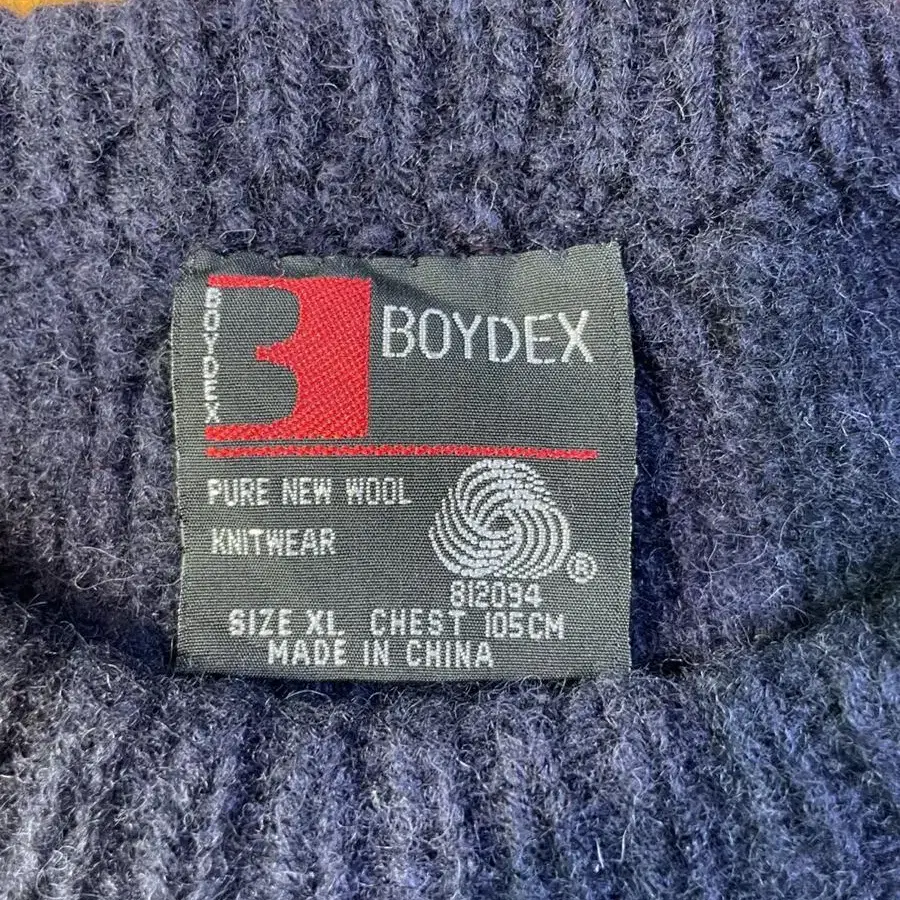 BOYDEX
BOYDEX
PURE NEW WOOL
KNITWEAR
®
812094
SIZE XL CHEST 105CM
MADE IN CHINA